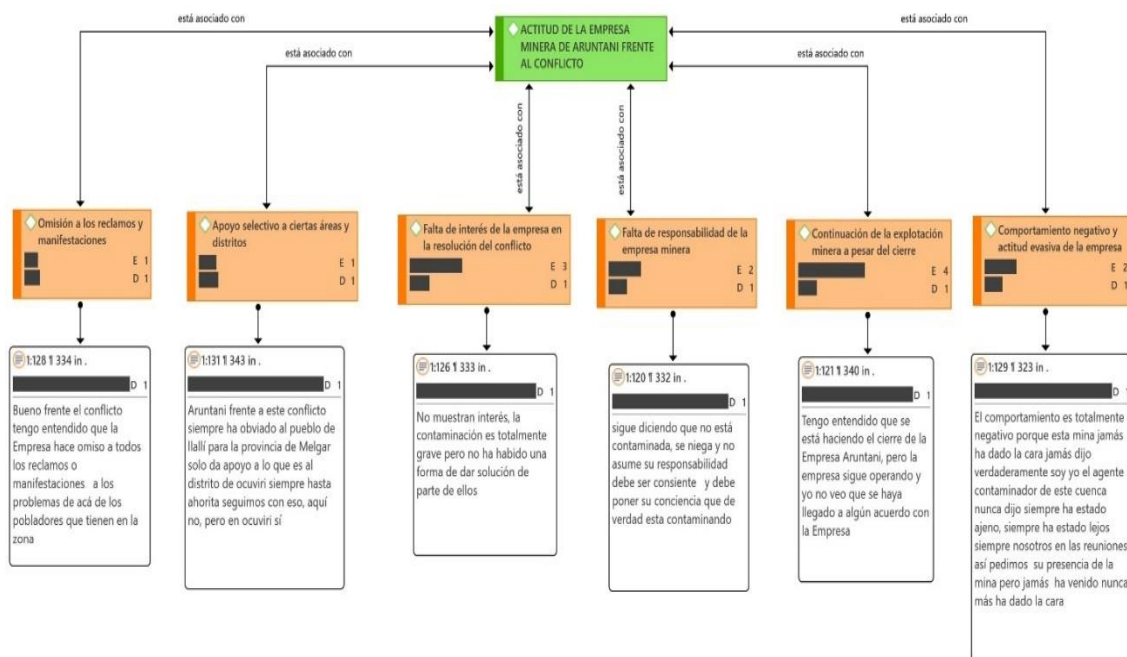 está asociado con
está asociado con
ACTITUD DE LA EMPRESA
MINERA DE ARUNTANI FRENTE
AL CONFLICTO
está asociado con
está asociado con
está asociado con
está asociado con
Omisión a los reclamos y
manifestaciones
E 1
D 1
Apoyo selectivo a ciertas áreas y
distritos
E 1
D 1
Falta de interés de la empresa en
la resolución del conflicto
E 3
D 1
Falta de responsabilidad de la
empresa minera
E 2
D 1
Continuación de la explotación
minera a pesar del cierre
E 4
D 1
Comportamiento negativo y
actitud evasiva de la empresa
E 2
D 1
1:128 ¶ 334 in .
D 1
Bueno frente el conflicto
tengo entendido que la
Empresa hace omiso a todos
los reclamos o
manifestaciones a los
problemas de acá de los
pobladores que tienen en la
zona
1:131 ¶ 343 in .
D 1
Aruntani frente a este conflicto
siempre ha obviado al pueblo de
llallí para la provincia de Melgar
solo da apoyo a lo que es al
distrito de ocuviri siempre hasta
ahorita seguimos con eso, aquí
no, pero en ocuviri sí
1:126 ¶ 333 in .
D 1
No muestran interés, la
contaminación es totalmente
grave pero no ha habido una
forma de dar solución de
parte de ellos
1:120 ¶ 332 in .
D 1
sigue diciendo que no está
contaminada, se niega y no
asume su responsabilidad
debe ser consiente y debe
poner su conciencia que de
verdad esta contaminando
1:121 ¶ 340 in .
D 1
Tengo entendido que se
está haciendo el cierre de la
Empresa Aruntani, pero la
empresa sigue operando y
yo no veo que se haya
llegado a algún acuerdo con
la Empresa
1:129 ¶ 323 in .
D 1
El comportamiento es totalmente
negativo porque esta mina jamás
ha dado la cara jamás dijo
verdaderamente soy yo el agente
contaminador de este cuenca
nunca dijo siempre ha estado
ajeno, siempre ha estado lejos
siempre nosotros en las reuniones
así pedimos su presencia de la
mina pero jamás ha venido nunca
más ha dado la cara